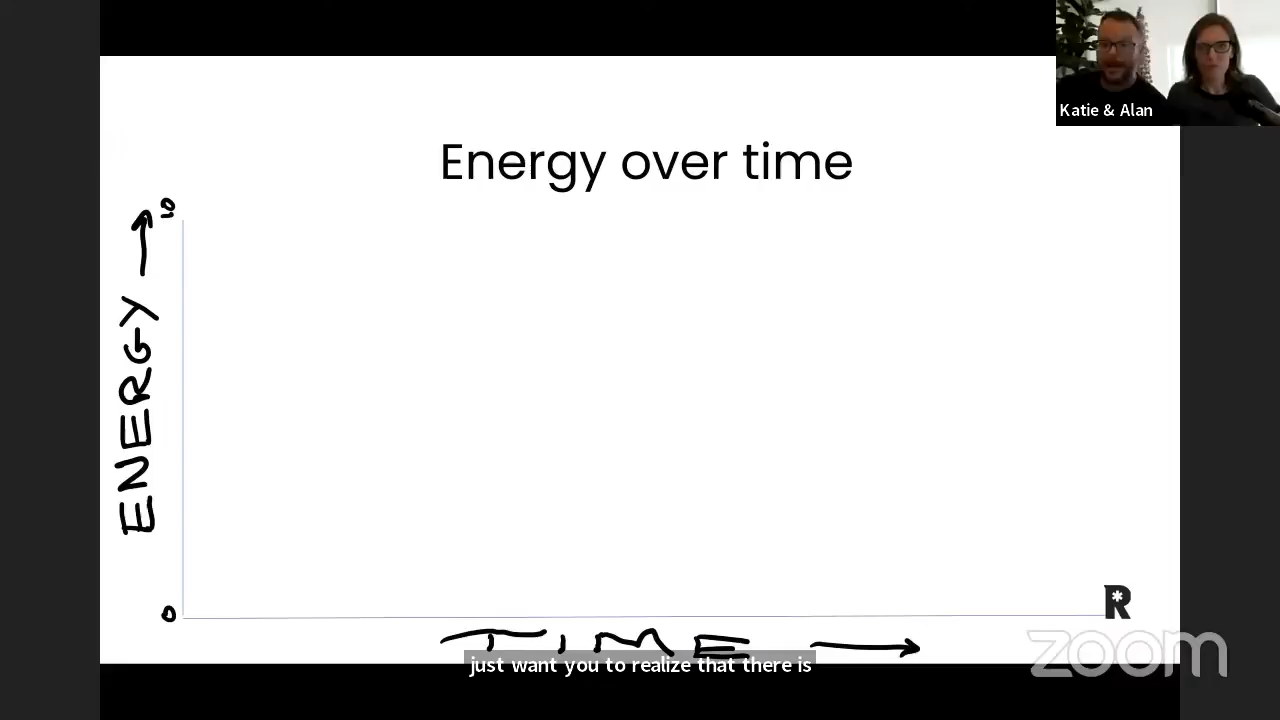 Katie & Alan
Energy over time
10
ENERGY
0
R
TIME
zoom
just want you to realize that there is